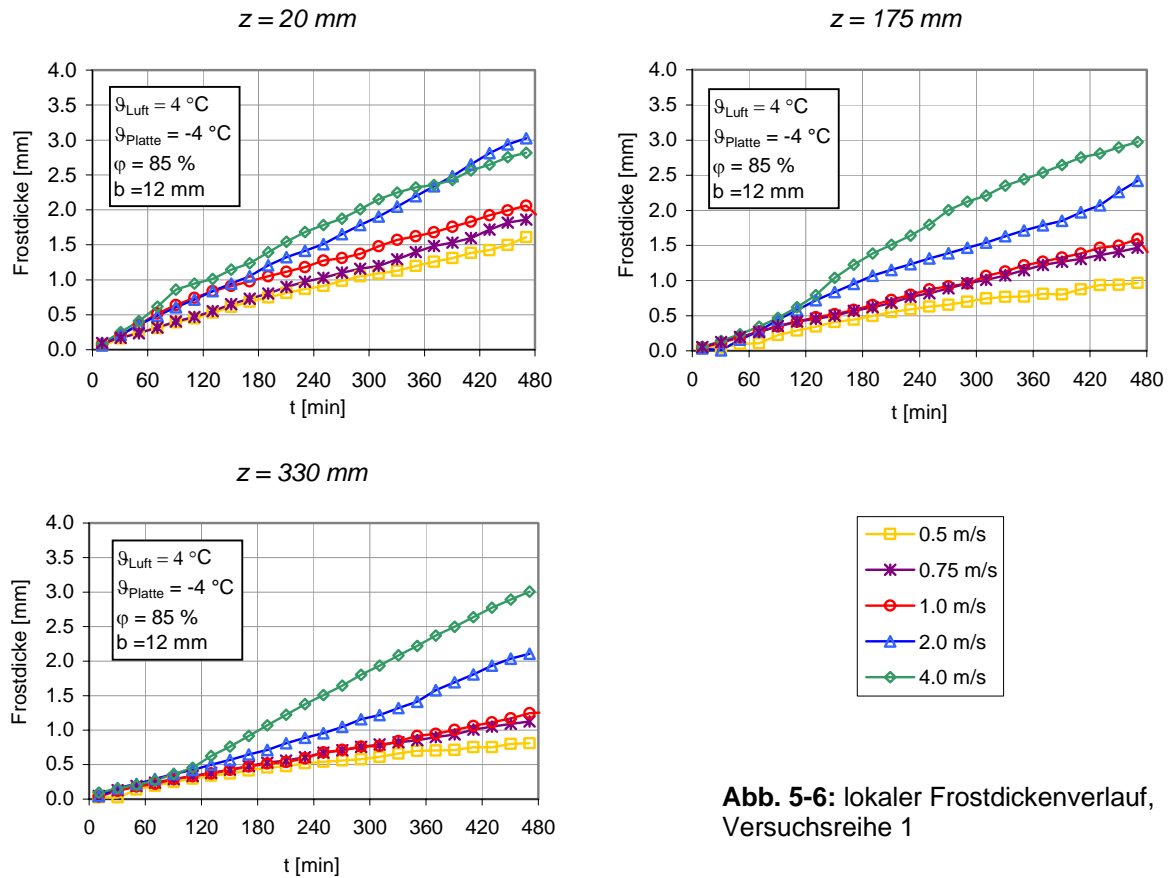 z = 20 mm
4.0
3.5
3.0
2.5
2.0
1.5
1.0
0.5
0.0
Frostdicke [mm]
ϑLuft = 4 °C
ϑPlatte = -4 °C
φ = 85 %
b =12 mm
0 60 120 180 240 300 360 420 480
t [min]
z = 175 mm
4.0
3.5
3.0
2.5
2.0
1.5
1.0
0.5
0.0
Frostdicke [mm]
ϑLuft = 4 °C
ϑPlatte = -4 °C
φ = 85 %
b =12 mm
0 60 120 180 240 300 360 420 480
t [min]
z = 330 mm
4.0
3.5
3.0
2.5
2.0
1.5
1.0
0.5
0.0
Frostdicke [mm]
ϑLuft = 4 °C
ϑPlatte = -4 °C
φ = 85 %
b =12 mm
0 60 120 180 240 300 360 420 480
t [min]
0.5 m/s
0.75 m/s
1.0 m/s
2.0 m/s
4.0 m/s
Abb. 5-6: lokaler Frostdickenverlauf,
Versuchsreihe 1